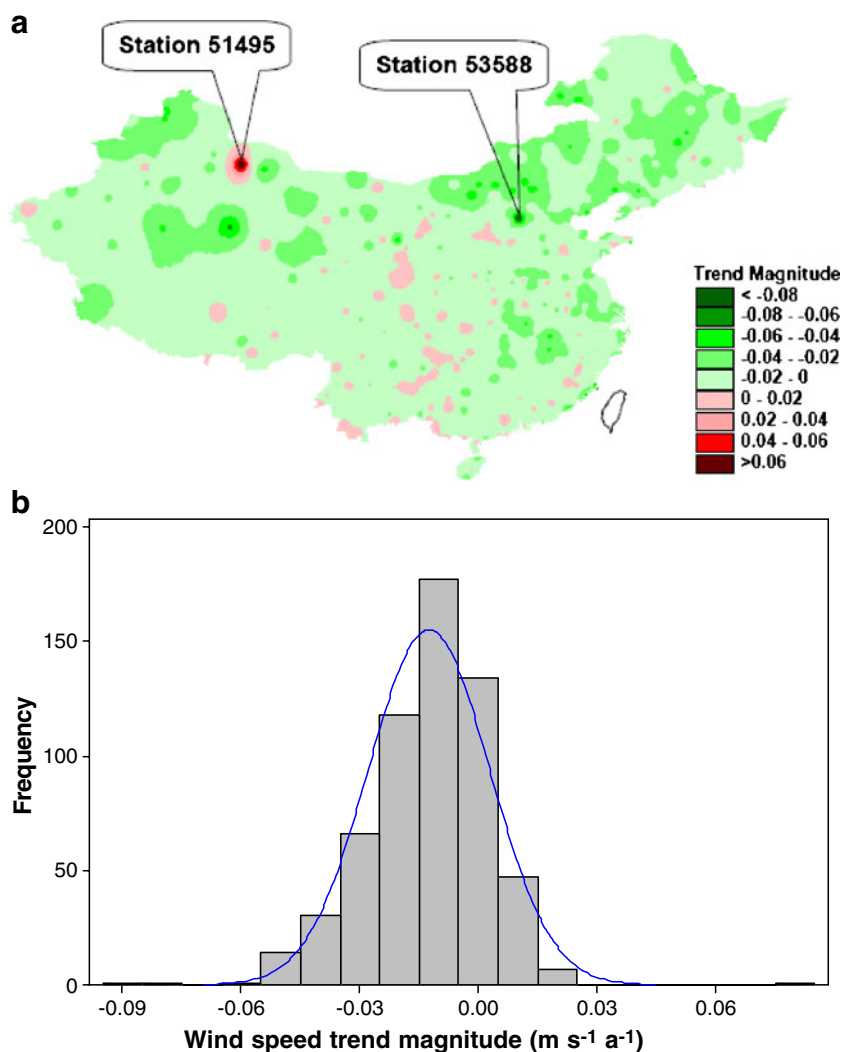 a
Station 51495
Station 53588
Trend Magnitude
< -0.08
-0.08 - -0.06
-0.06 - -0.04
-0.04 - -0.02
-0.02 - 0
0 - 0.02
0.02 - 0.04
0.04 - 0.06
>0.06
b
200
150
100
50
0
Frequency
-0.09 -0.06 -0.03 0.00 0.03 0.06
Wind speed trend magnitude (m s⁻¹ a⁻¹)